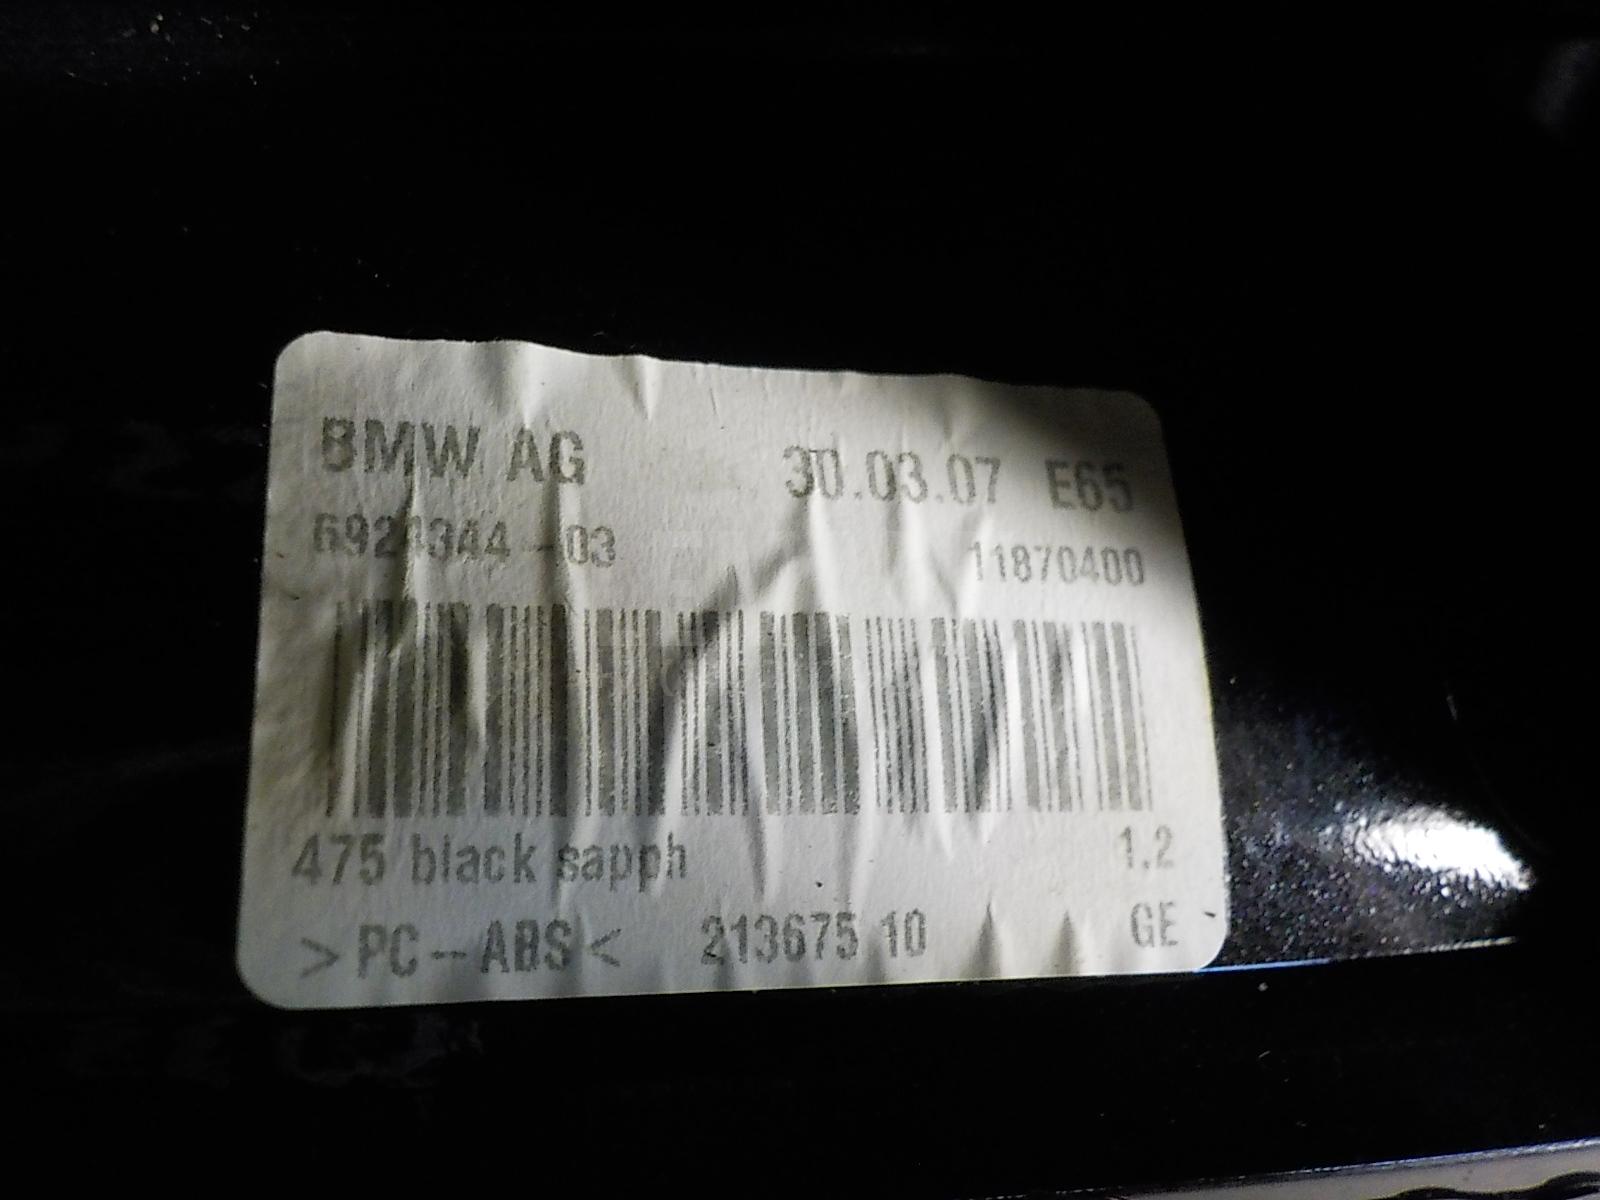 BMW AG 30.03.07 E65
11870400
475 black sapph 1.2
>PC-ABS< 213675 10 GE